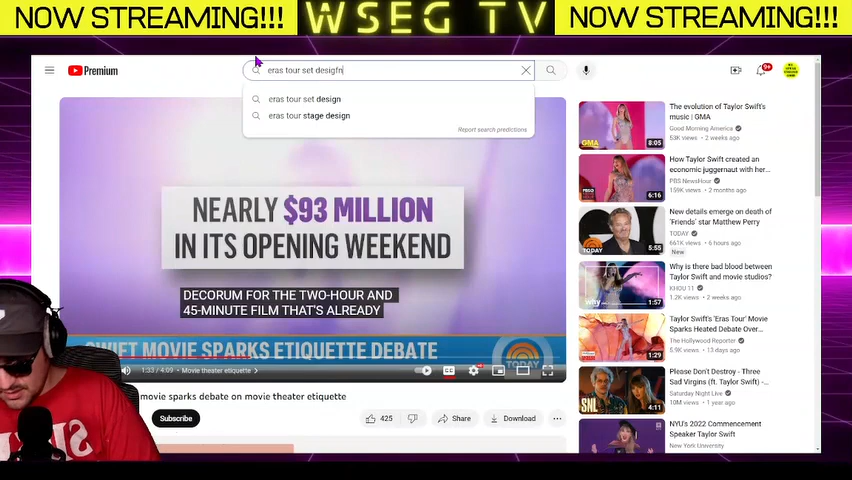 NOW STREAMING!!!
WSEG TV
NOW STREAMING!!!
Premium
eras tour set desigfn
9+
eras tour set design
eras tour stage design
Report search predictions
NEARLY $93 MILLION
IN ITS OPENING WEEKEND
DECORUM FOR THE TWO-HOUR AND
45-MINUTE FILM THAT'S ALREADY
SWIFT MOVIE SPARKS ETIQUETTE DEBATE
TODAY
1:33 / 4:09 • Movie theater etiquette
movie sparks debate on movie theater etiquette
Subscribe
425
Share
Download
GMA
8:05
The evolution of Taylor Swift's
music | GMA
Good Morning America
53K views • 2 weeks ago
6:16
How Taylor Swift created an
economic juggernaut with her...
PBS NewsHour
159K views • 2 months ago
TODAY
5:55
New details emerge on death of
'Friends' star Matthew Perry
TODAY
661K views • 6 hours ago
New
why
1:57
Why is there bad blood between
Taylor Swift and movie studios?
KHOU 11
1.2K views • 2 weeks ago
1:29
Taylor Swift's 'Eras Tour' Movie
Sparks Heated Debate Over...
The Hollywood Reporter
5.9K views • 13 days ago
SNL
4:11
Please Don't Destroy - Three
Sad Virgins (ft. Taylor Swift) -...
Saturday Night Live
10M views • 1 year ago
NYU's 2022 Commencement
Speaker Taylor Swift
New York University